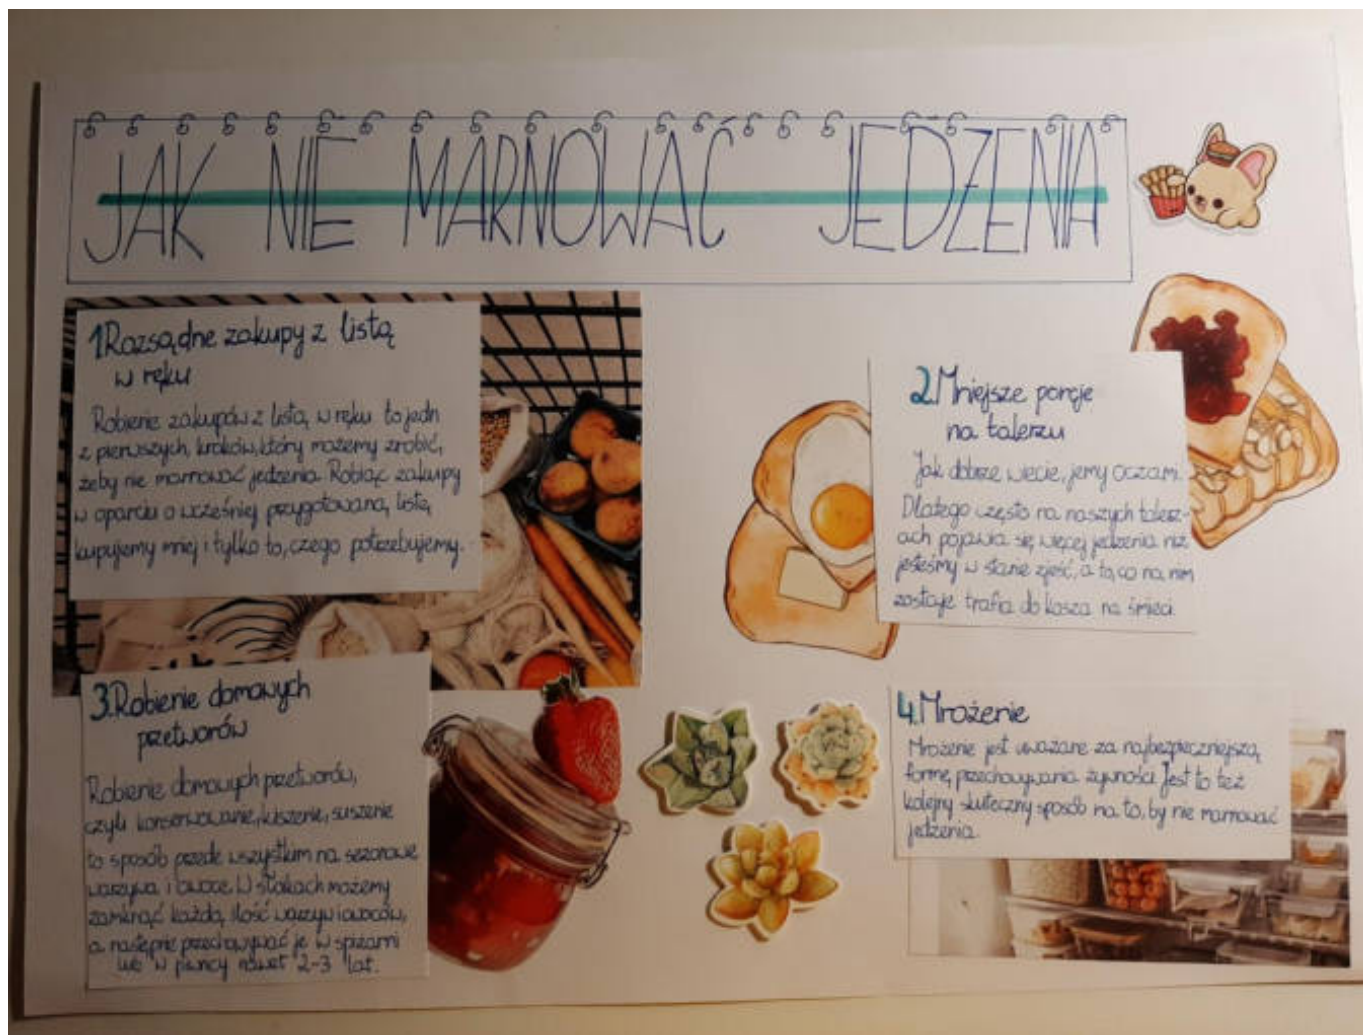 JAK NIE MARNOWAĆ JEDZENIA
1 Rozsądne zakupy z listą
w ręku
Robienie zakupów z listą w ręku to jedn
z pierwszych kroków, który możemy zrobić,
żeby nie marnować jedzenia. Robiąc zakupy
w oparciu o wcześniej przygotowaną listę
kupujemy mniej i tylko to, czego potrzebujemy.
2. Mniejsze porcje
na talerzu
Jak dobrze wiecie, jemy oczami.
Dlatego często na naszych talerz-
ach pojawia się więcej jedzenia niż
jesteśmy w stanie zjeść, a to, co na nim
zostaje trafia do kosza na śmieci.
3. Robienie domowych
przetworów
Robienie domowych przetworów,
czyli konserwowanie, kiszenie, suszenie
to sposób przede wszystkim na sezonowe
warzywa i owoce. W słoikach możemy
zamknąć każdą ilość warzyw i owoców,
a następnie przechowywać je w spiżarni
lub w piwnicy nawet 2-3 lat.
4. Mrożenie
Mrożenie jest uważane za najbezpieczniejszą
formę przechowywania żywności. Jest to też
kolejny skuteczny sposób na to, by nie marnować
jedzenia.